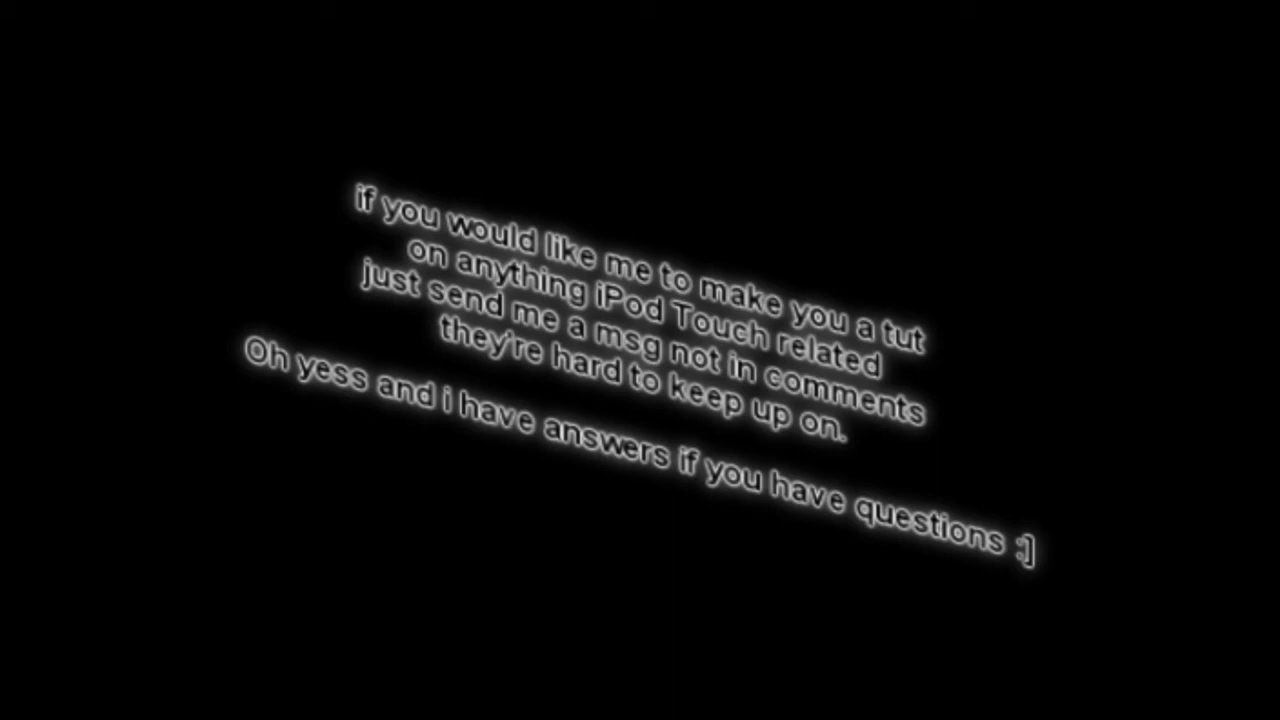 if you would like me to make you a tut
on anything iPod Touch related
just send me a msg not in comments
they're hard to keep up on.
Oh yess and i have answers if you have questions :]